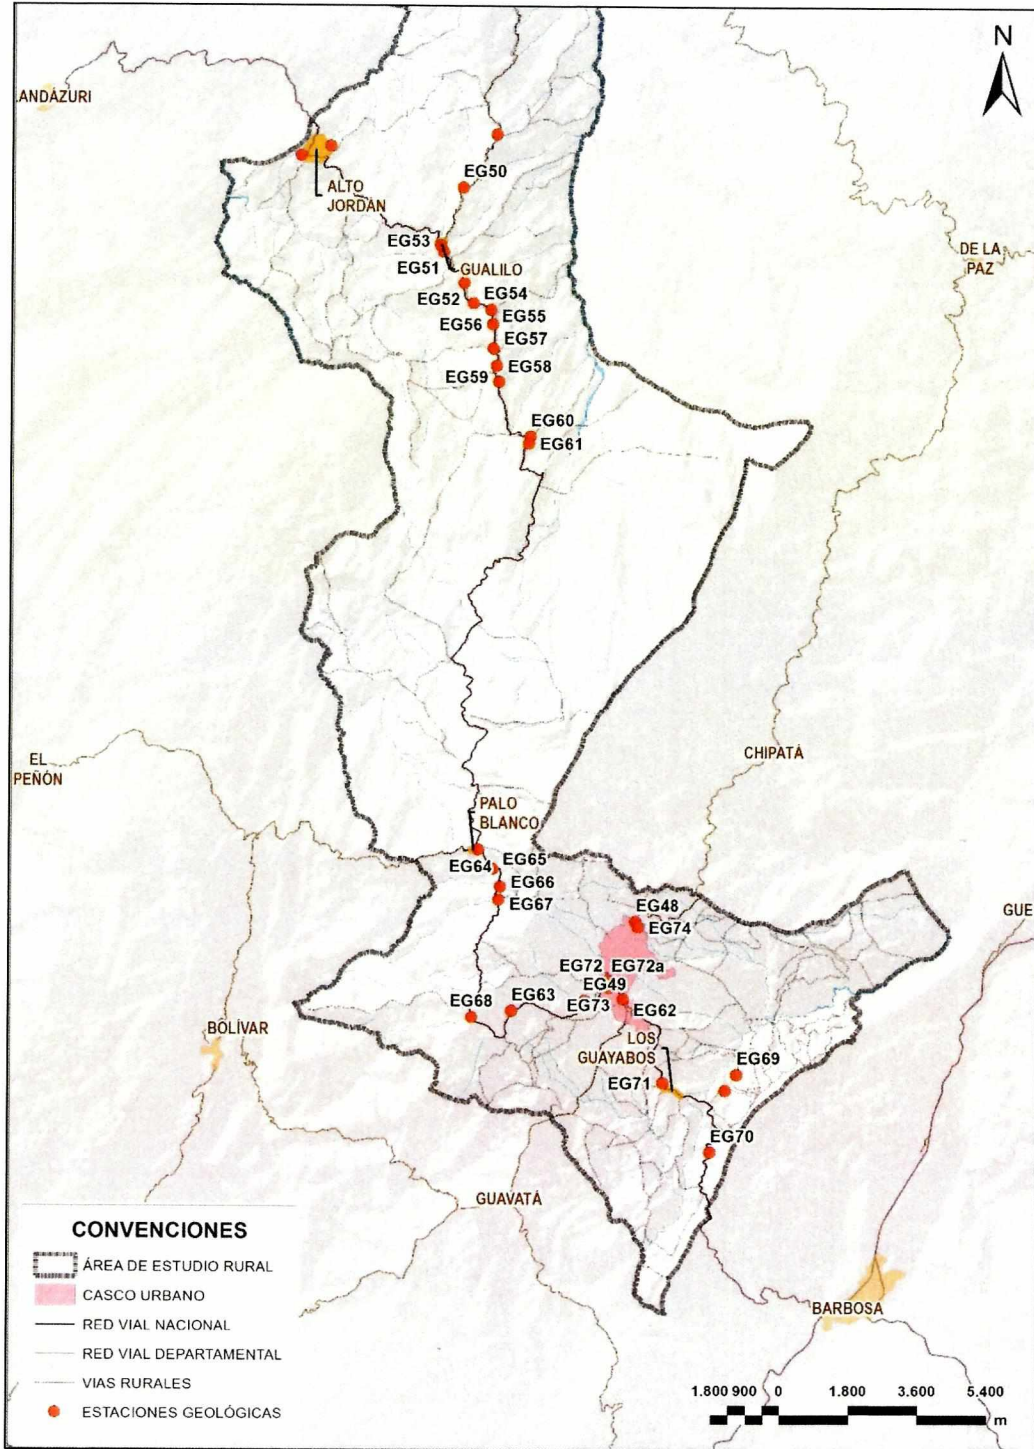 N
LANDÁZURI
EG50
ALTO
JORDÁN
EG53
DE LA
PAZ
EG51
GUALILO
EG52
EG54
EG55
EG56
EG57
EG58
EG59
EG60
EG61
CHIPATÁ
EL
PEÑÓN
PALO
BLANCO
EG64
EG65
EG66
EG67
EG48
GUE
EG74
EG72
EG72a
EG49
EG73
EG68
EG63
EG62
BOLÍVAR
LOS
GUAYABOS
EG69
EG71
EG70
GUAVATÁ
CONVENCIONES
ÁREA DE ESTUDIO RURAL
CASCO URBANO
RED VIAL NACIONAL
BARBOSA
RED VIAL DEPARTAMENTAL
VIAS RURALES
ESTACIONES GEOLÓGICAS
1.800 900 0 1.800 3.600 5.400
m